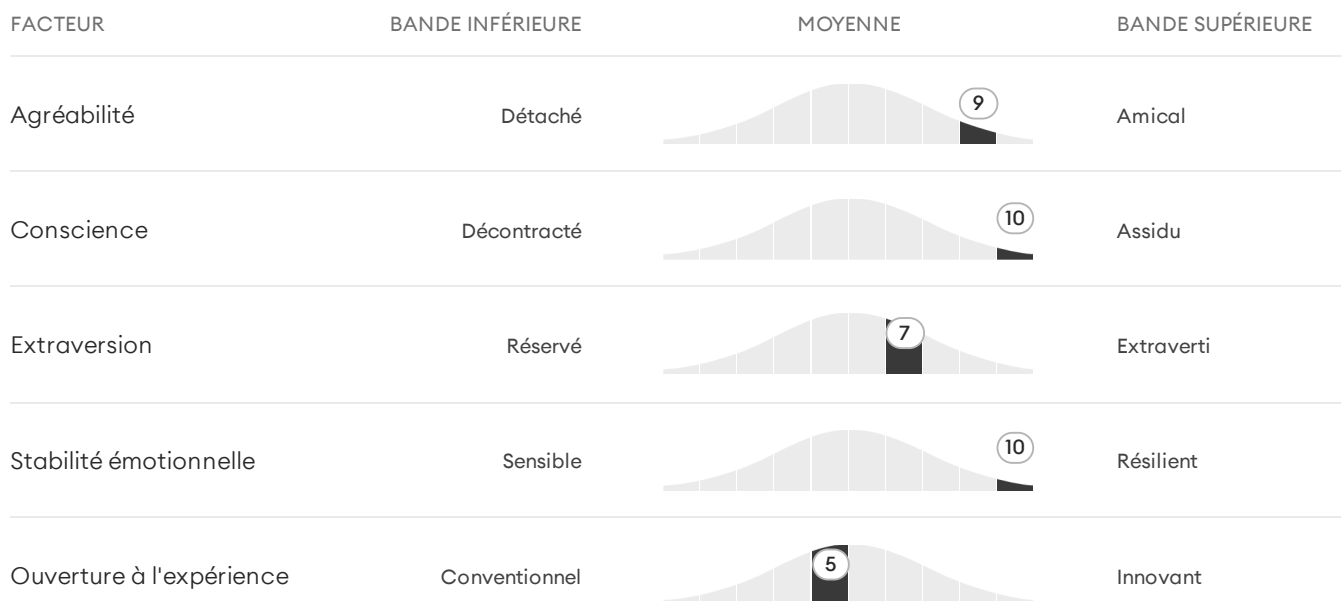 FACTEUR BANDE INFÉRIEURE MOYENNE BANDE SUPÉRIEURE
Agréabilité Détaché 9 Amical
Conscience Décontracté 10 Assidu
Extraversion Réservé 7 Extraverti
Stabilité émotionnelle Sensible 10 Résilient
Ouverture à l'expérience Conventionnel 5 Innovant